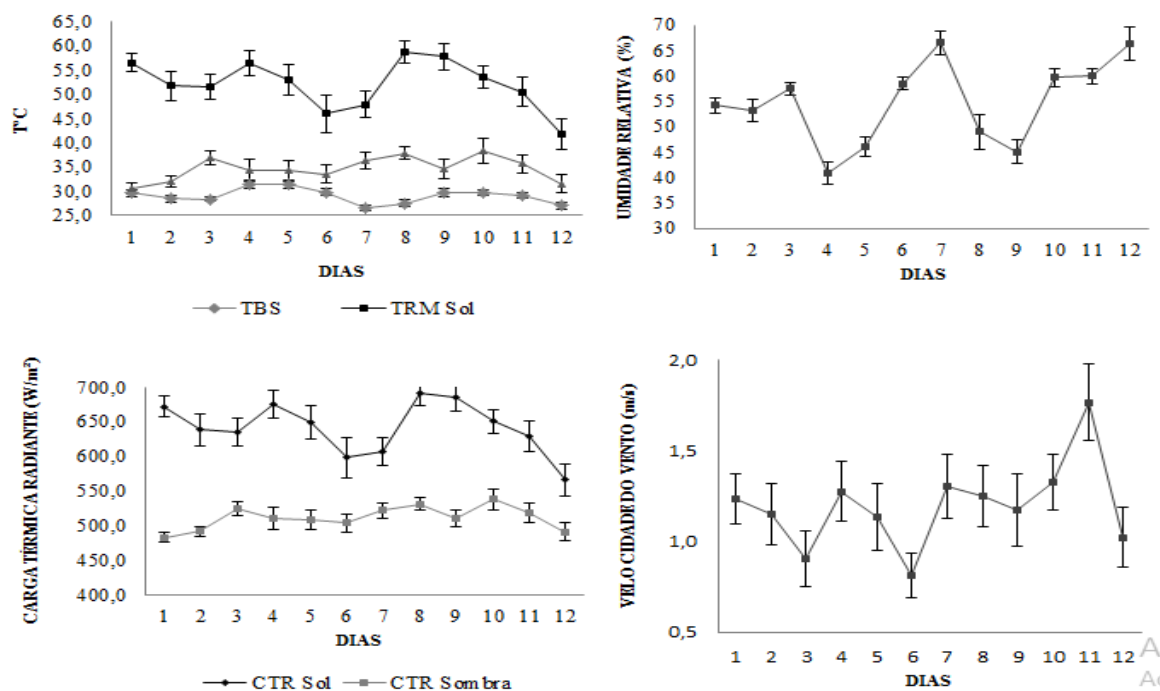 T°C
65,0
60,0
55,0
50,0
45,0
40,0
35,0
30,0
25,0
1 2 3 4 5 6 7 8 9 10 11 12
DIAS
TBS TRM Sol
UMIDADE RELATIVA (%)
70
65
60
55
50
45
40
35
30
1 2 3 4 5 6 7 8 9 10 11 12
DIAS
CARGA TÉRMICA RADIANTE (W/m²)
700,0
650,0
600,0
550,0
500,0
450,0
400,0
1 2 3 4 5 6 7 8 9 10 11 12
DIAS
CTR Sol CTR Sombra
VELOCIDADE DO VENTO (m/s)
2,0
1,5
1,0
0,5
1 2 3 4 5 6 7 8 9 10 11 12
DIAS